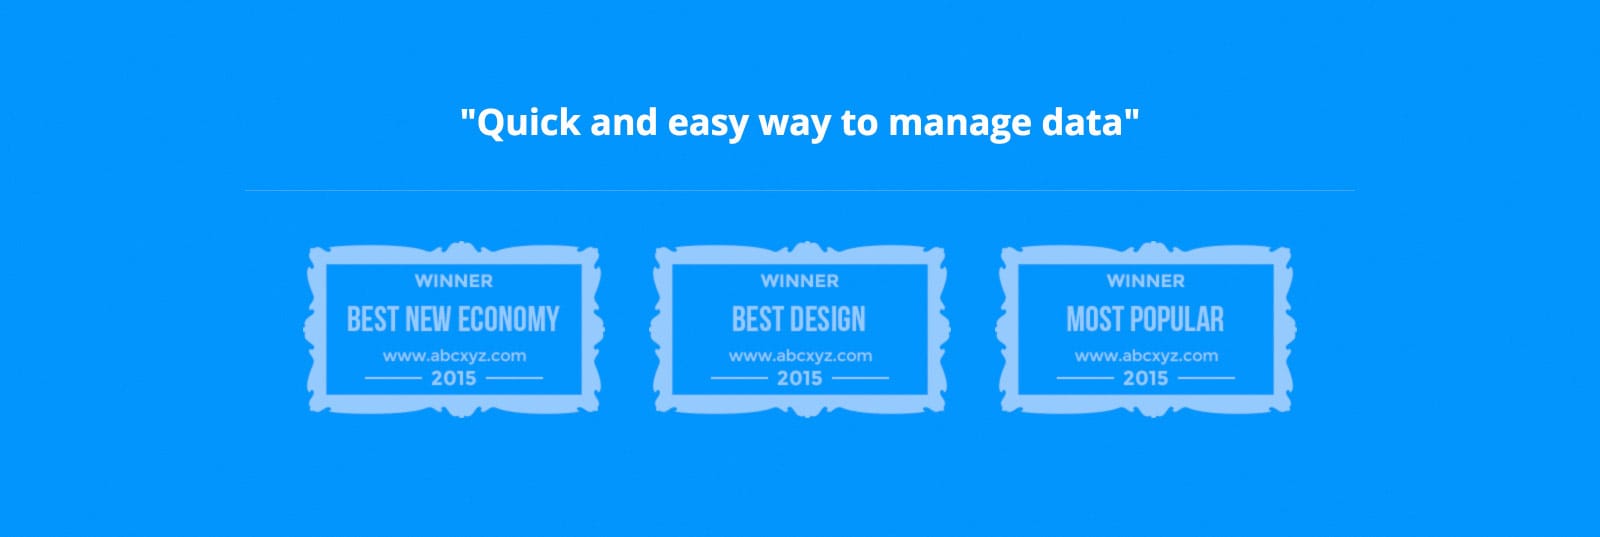 "Quick and easy way to manage data"
WINNER
BEST NEW ECONOMY
www.abcxyz.com
2015
WINNER
BEST DESIGN
www.abcxyz.com
2015
WINNER
MOST POPULAR
www.abcxyz.com
2015